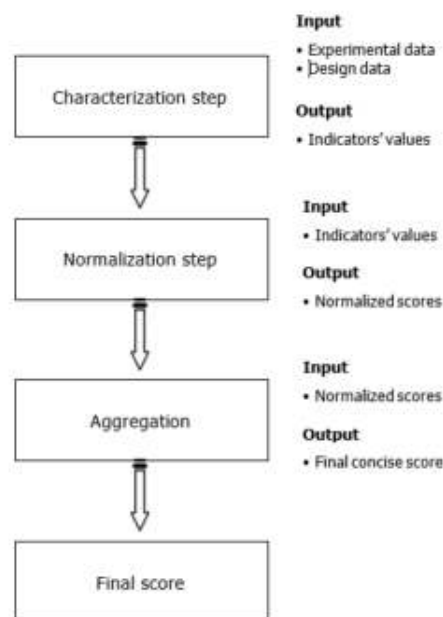 Input
• Experimental data
• Design data
Characterization step
Output
• Indicators' values
Input
• Indicators' values
Normalization step
Output
• Normalized scores
Input
• Normalized scores
Aggregation
Output
• Final concise score
Final score